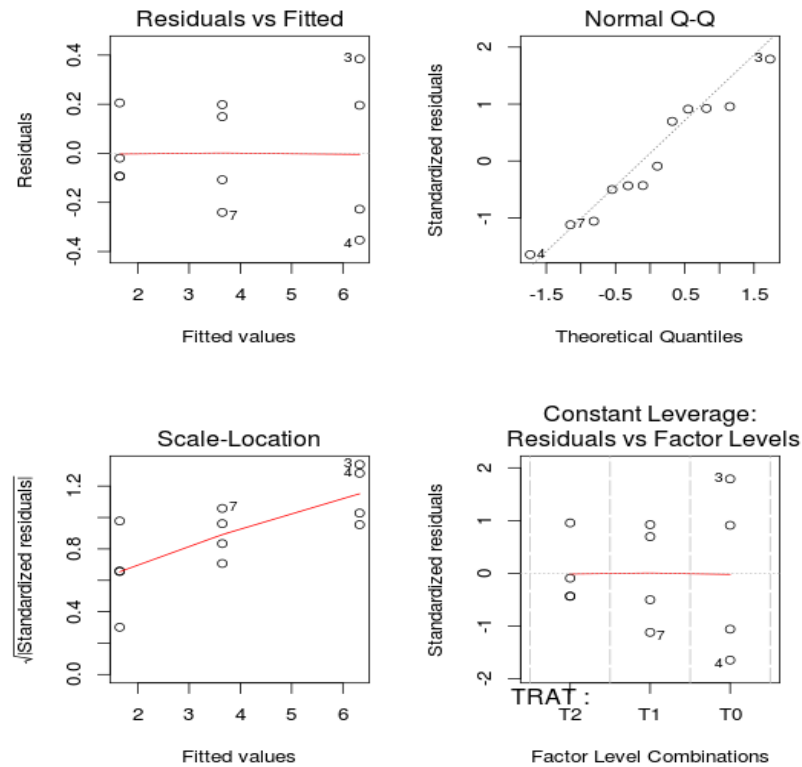 Residuals vs Fitted
Residuals
0.4
0.2
0.0
-0.2
-0.4
3
7
4
2 3 4 5 6
Fitted values
Normal Q-Q
Standardized residuals
2
1
0
-1
3
7
4
-1.5 -0.5 0.5 1.5
Theoretical Quantiles
Scale-Location
√|Standardized residuals|
1.2
0.8
0.4
0.0
3
4
7
2 3 4 5 6
Fitted values
Constant Leverage:
Residuals vs Factor Levels
Standardized residuals
2
1
0
-1
-2
3
7
4
TRAT :
T2 T1 T0
Factor Level Combinations